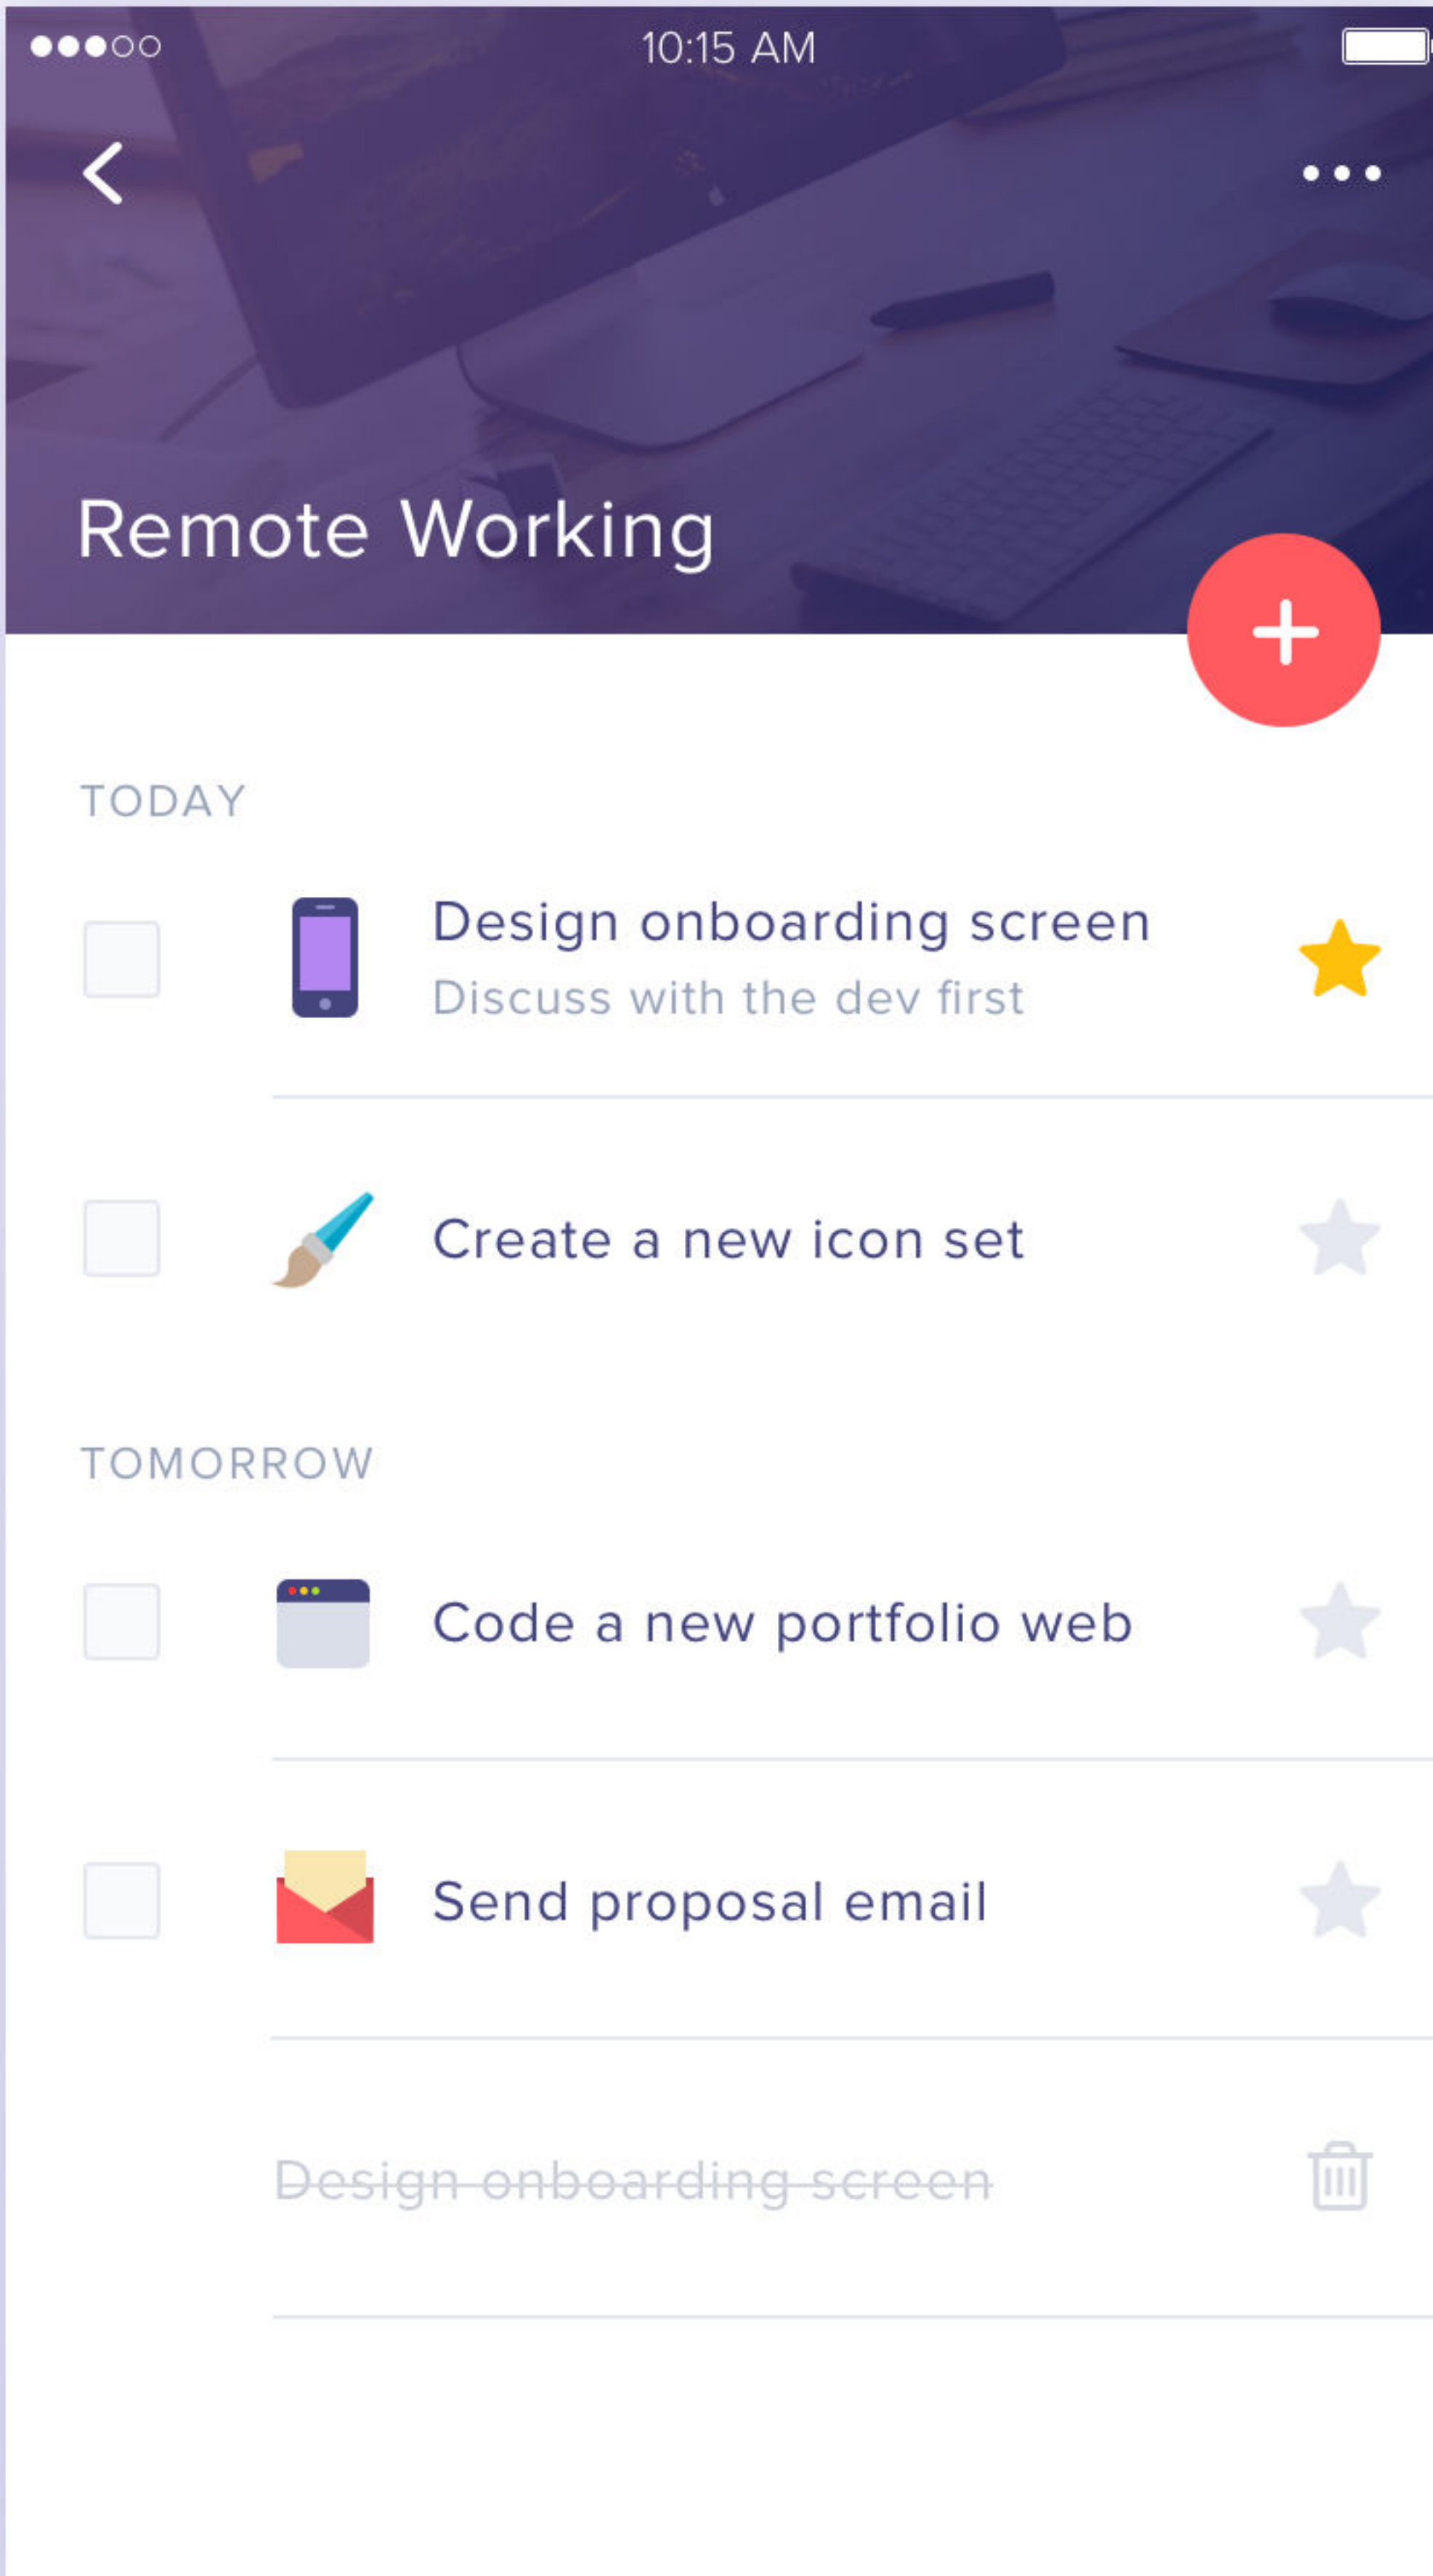 10:15 AM
Remote Working
TODAY
Design onboarding screen
Discuss with the dev first
Create a new icon set
TOMORROW
Code a new portfolio web
Send proposal email
Design onboarding screen